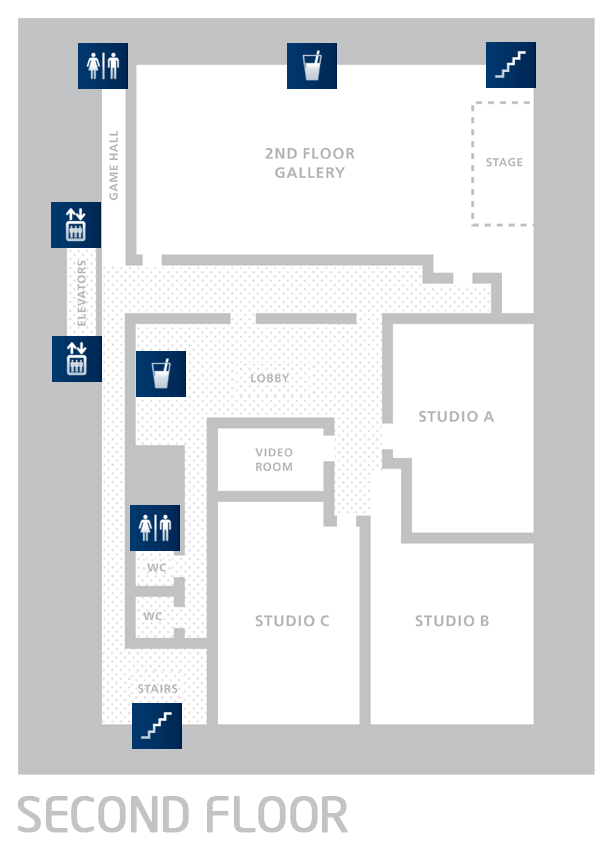 GAME HALL
2ND FLOOR
GALLERY
STAGE
ELEVATORS
LOBBY
STUDIO A
VIDEO
ROOM
WC
WC
STUDIO C
STUDIO B
STAIRS
SECOND FLOOR